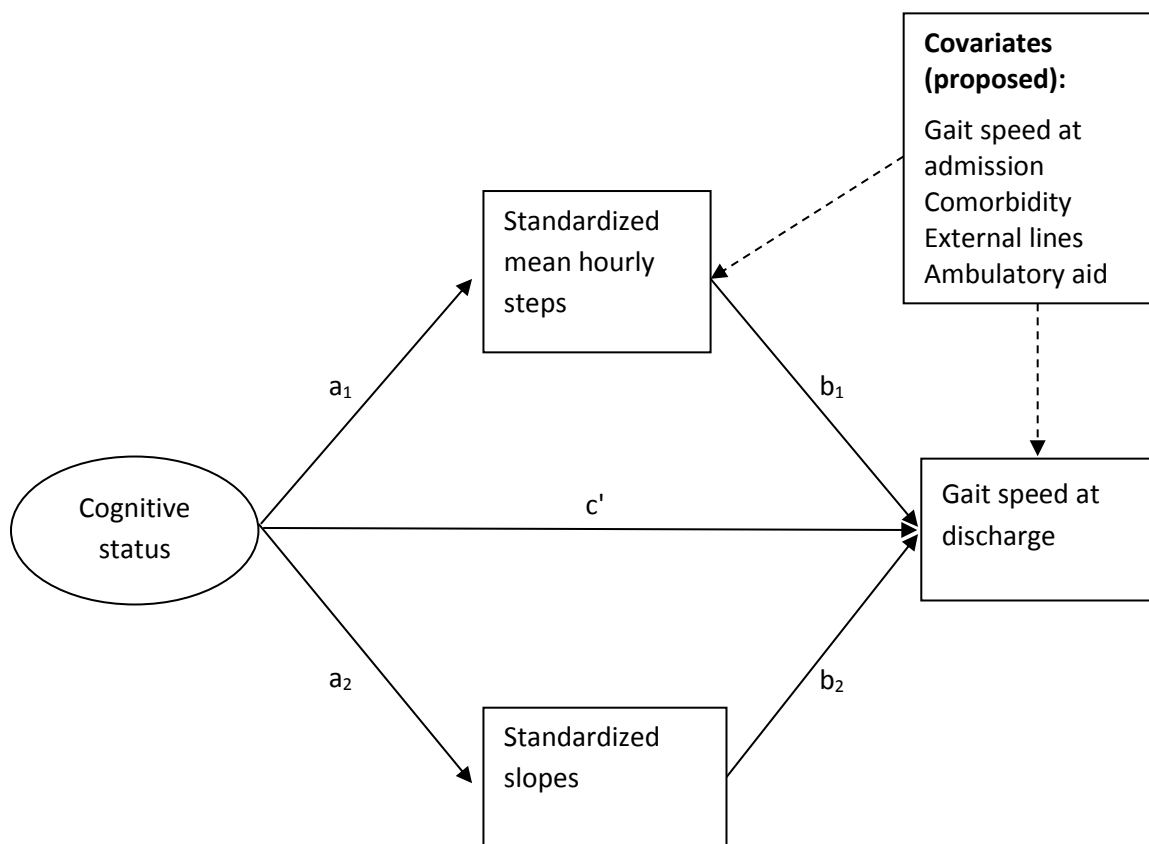 Covariates
(proposed):
Gait speed at
admission
Comorbidity
External lines
Ambulatory aid
Standardized
mean hourly
steps
a₁
b₁
Cognitive
status
c'
Gait speed at
discharge
a₂
b₂
Standardized
slopes